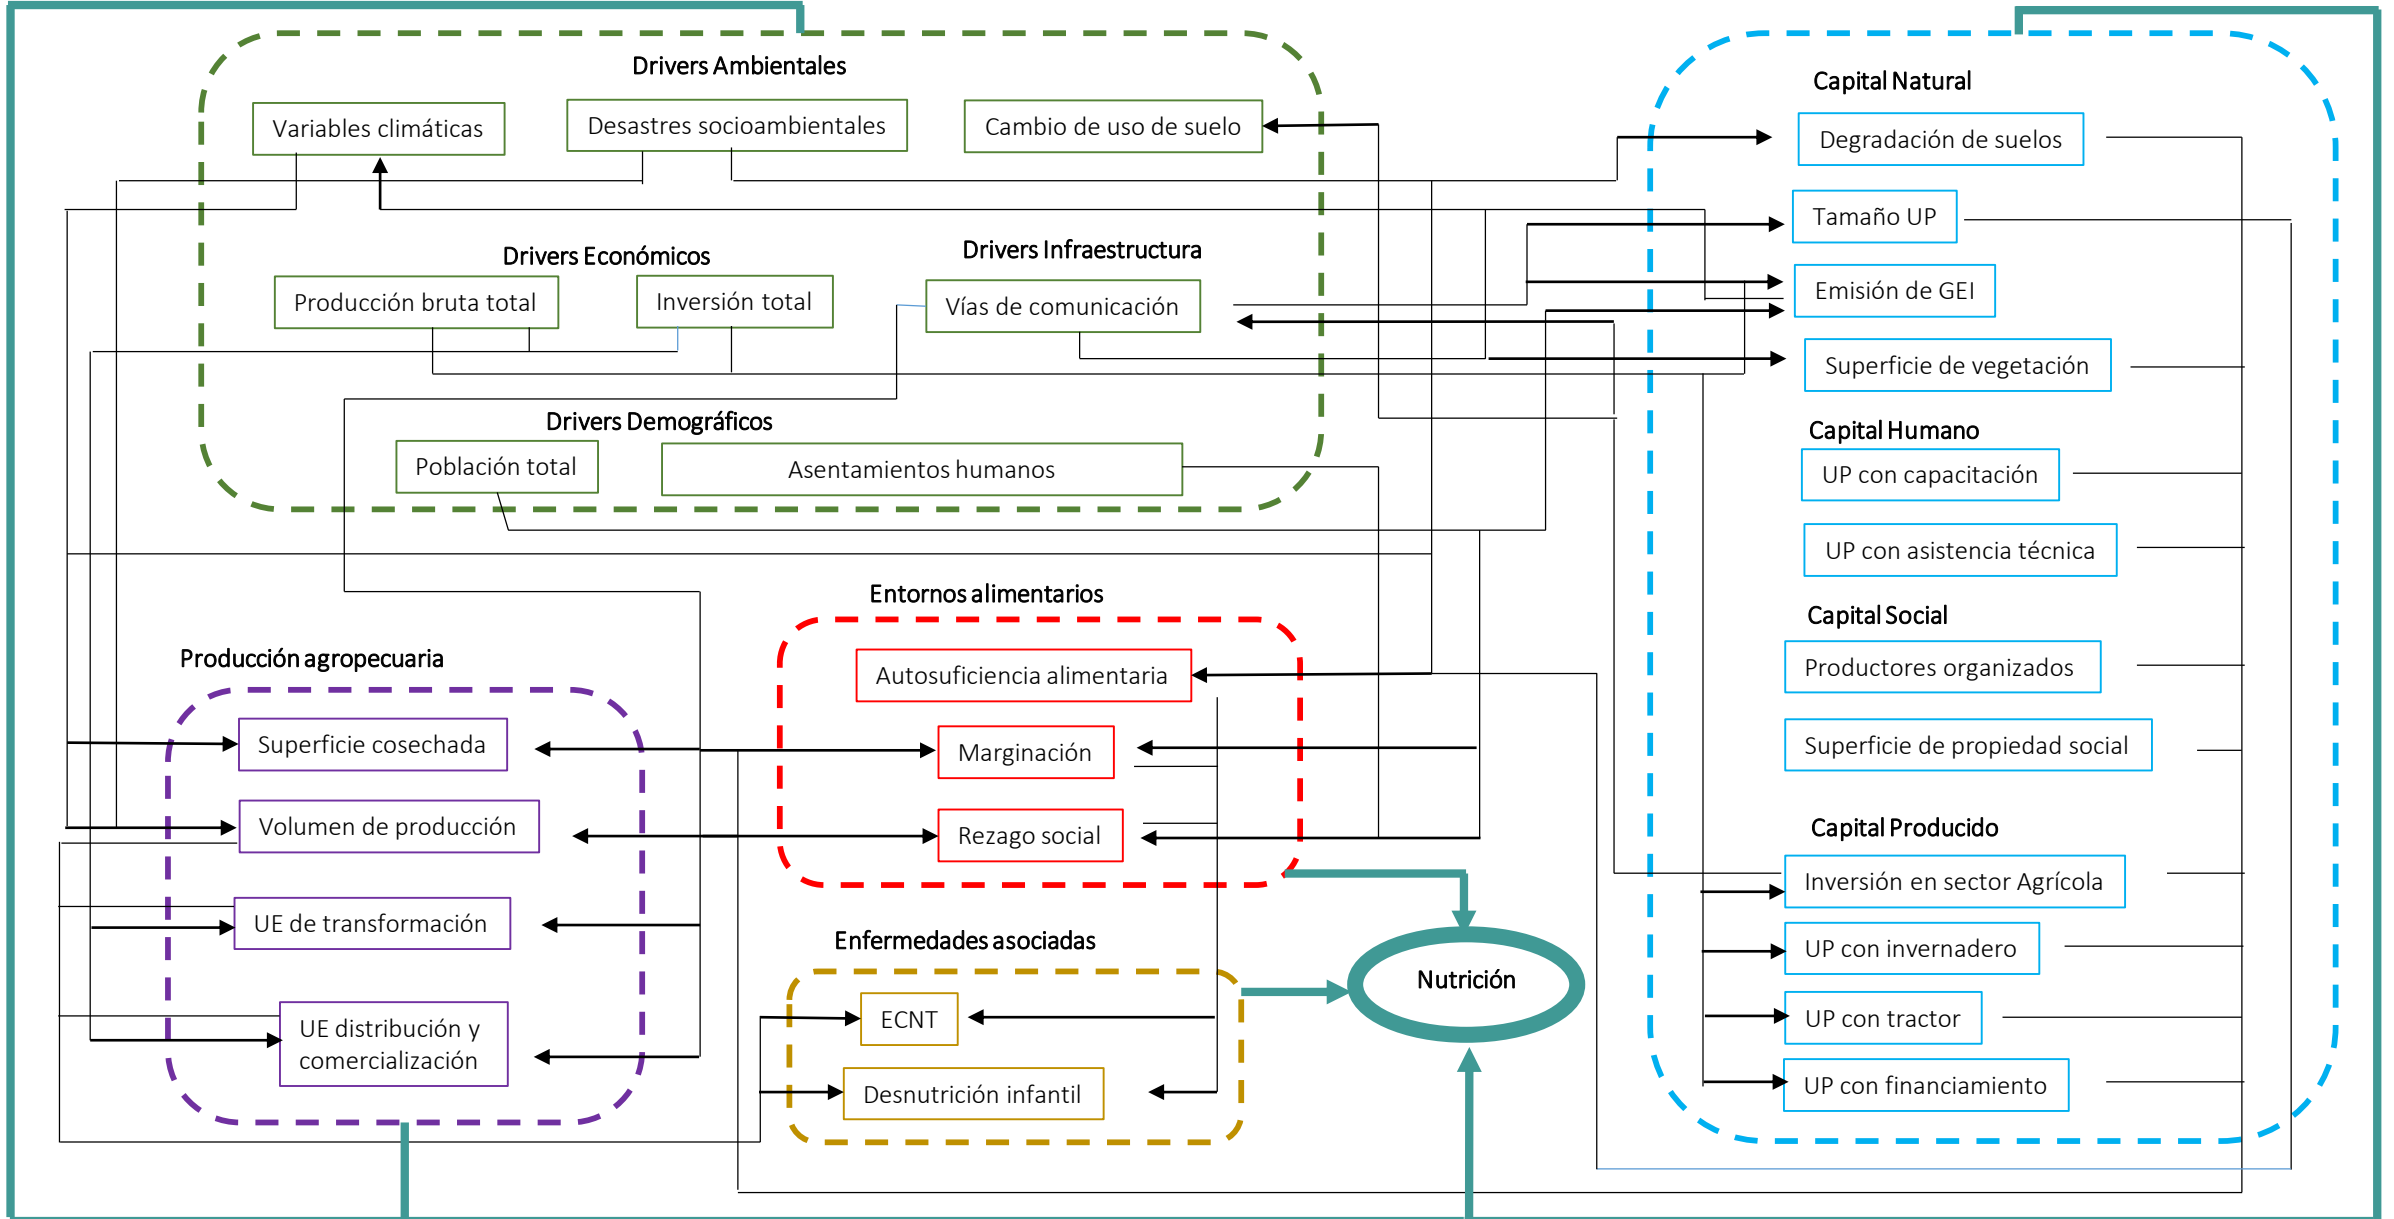 Drivers Ambientales
Variables climáticas
Desastres socioambientales
Cambio de uso de suelo
Drivers Económicos
Producción bruta total
Inversión total
Drivers Infraestructura
Vías de comunicación
Drivers Demográficos
Población total
Asentamientos humanos
Capital Natural
Degradación de suelos
Tamaño UP
Emisión de GEI
Superficie de vegetación
Capital Humano
UP con capacitación
UP con asistencia técnica
Capital Social
Productores organizados
Superficie de propiedad social
Capital Producido
Inversión en sector Agrícola
UP con invernadero
UP con tractor
UP con financiamiento
Producción agropecuaria
Superficie cosechada
Volumen de producción
UE de transformación
UE distribución y
comercialización
Entornos alimentarios
Autosuficiencia alimentaria
Marginación
Rezago social
Enfermedades asociadas
ECNT
Desnutrición infantil
Nutrición